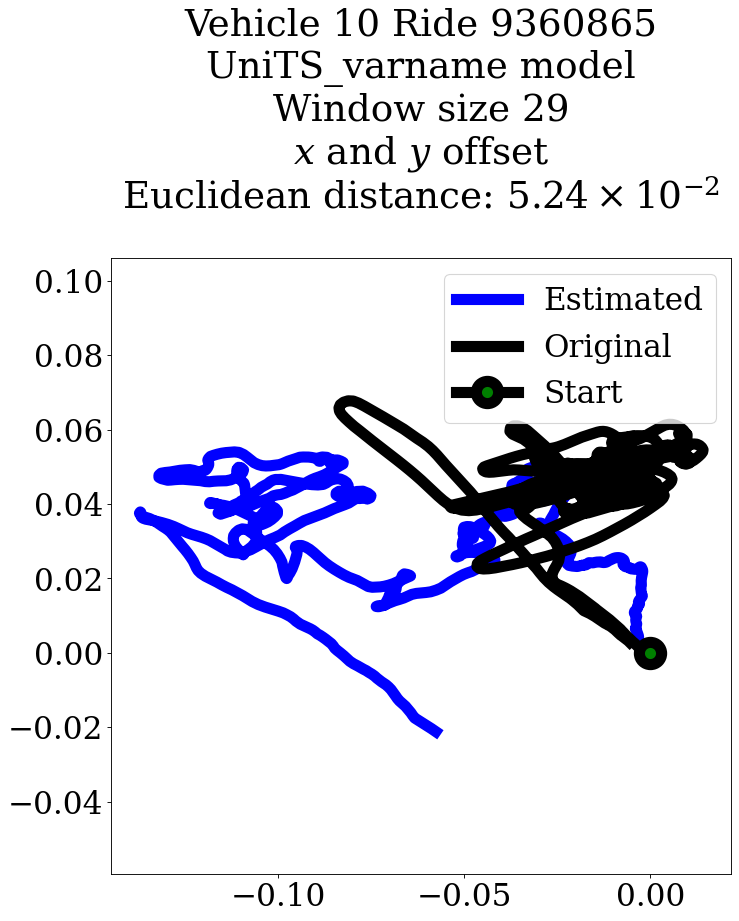 Vehicle 10 Ride 9360865
UniTS_varname model
Window size 29
x and y offset
Euclidean distance: 5.24 × 10⁻²
Estimated
Original
Start
0.10
0.08
0.06
0.04
0.02
0.00
−0.02
−0.04
−0.10 −0.05 0.00